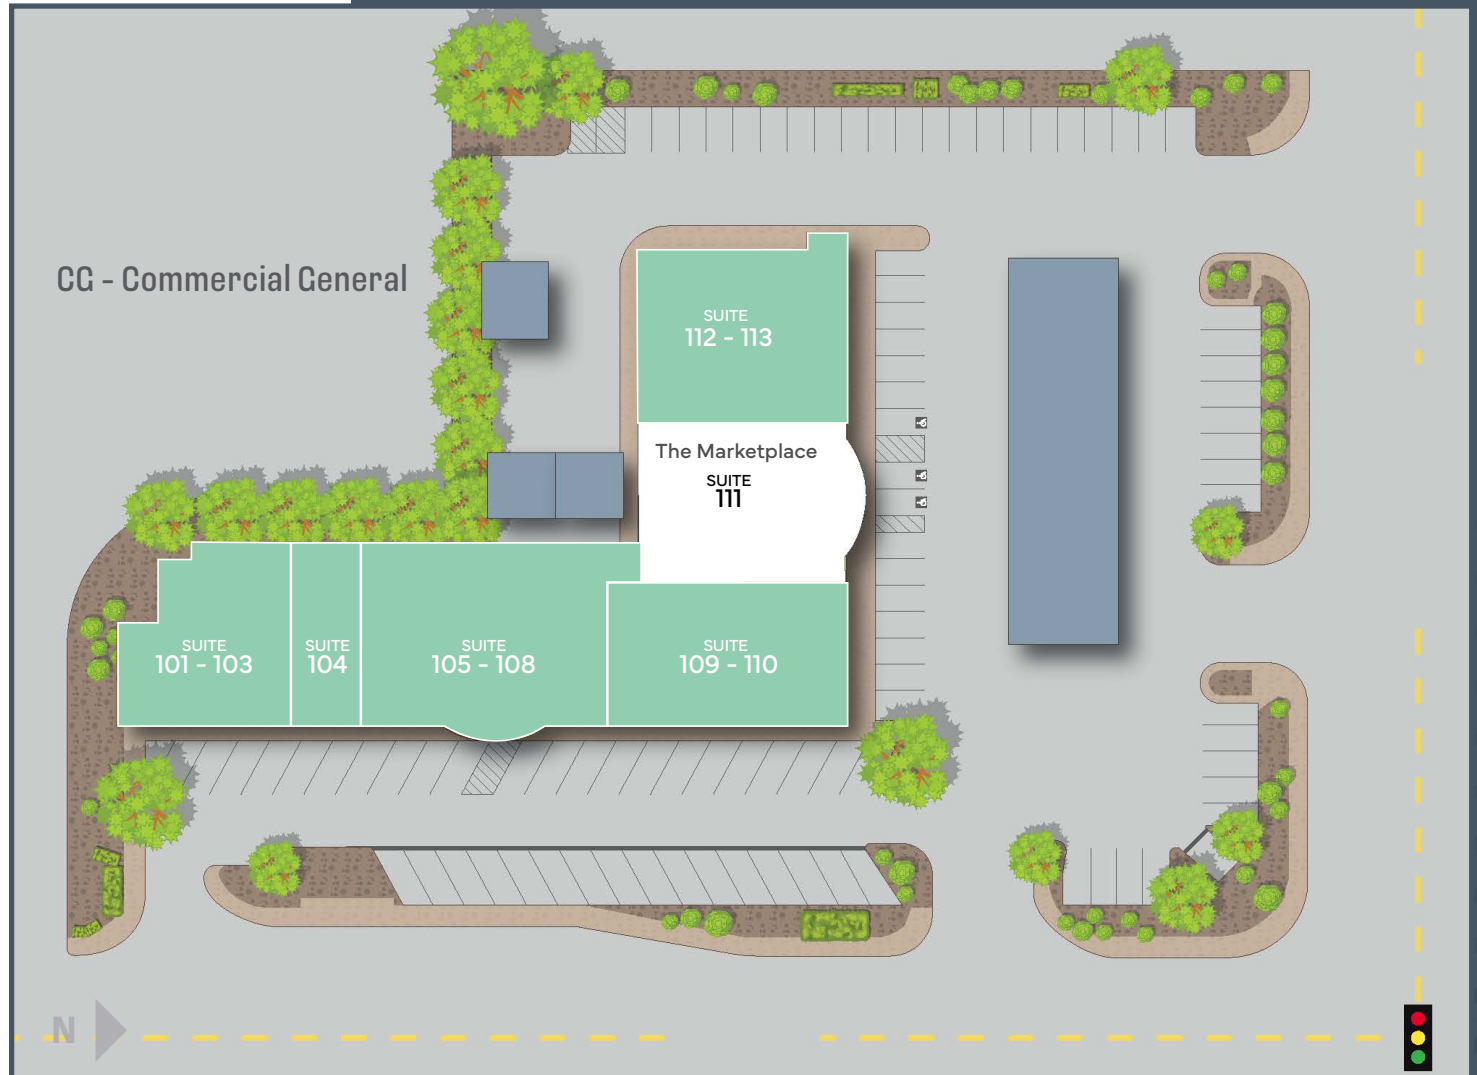 CG - Commercial General
SUITE
112 - 113
The Marketplace
SUITE
111
SUITE
101 - 103
SUITE
104
SUITE
105 - 108
SUITE
109 - 110
N